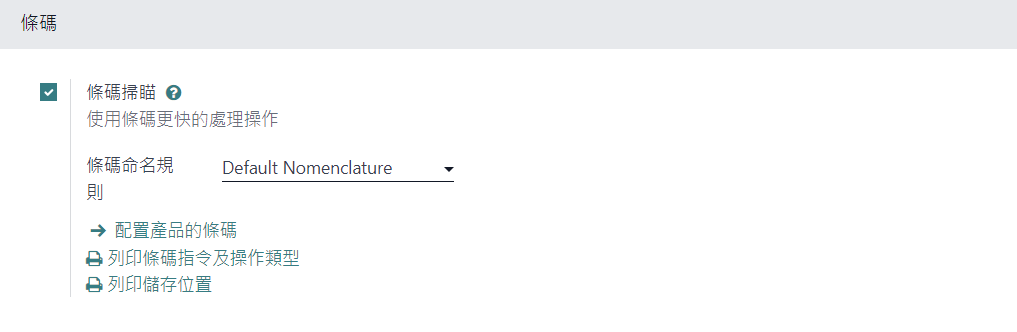 條碼
條碼掃瞄
使用條碼更快的處理操作
條碼命名規
則
Default Nomenclature
配置產品的條碼
列印條碼指令及操作類型
列印儲存位置